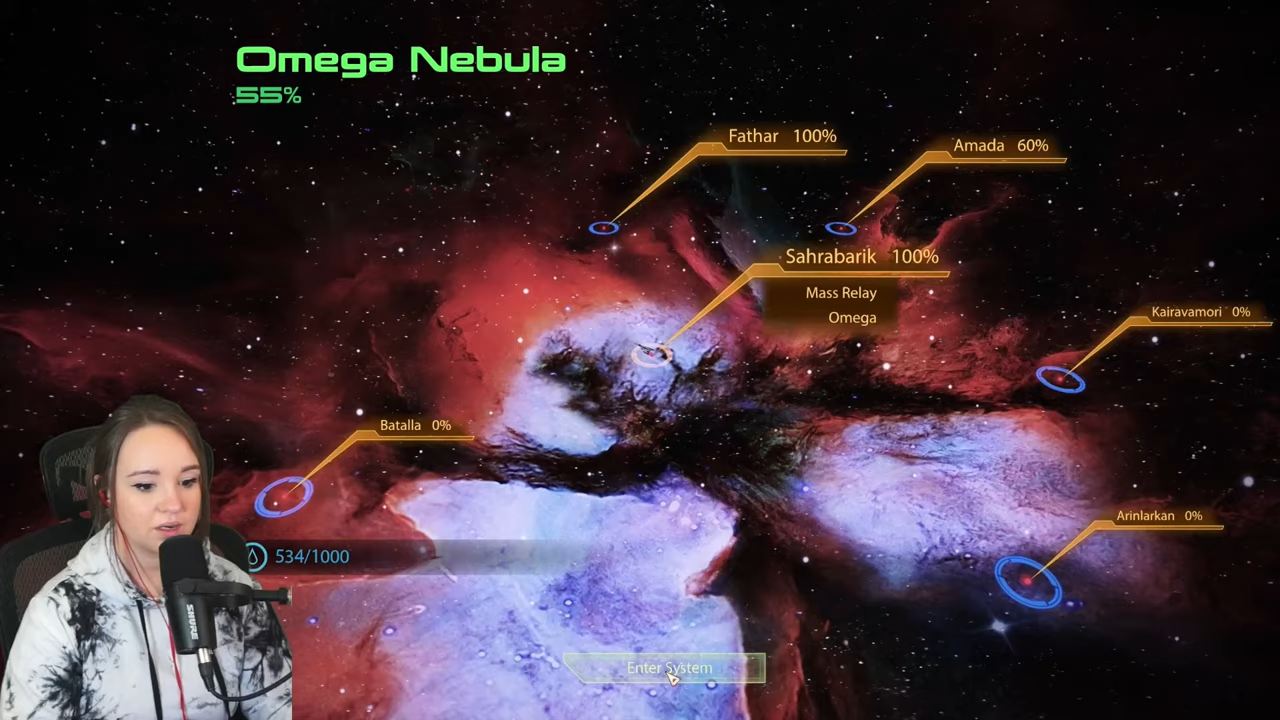 Omega Nebula
55%
Fathar 100%
Amada 60%
Sahrabarik 100%
Mass Relay
Omega
Kairavamori 0%
Batalla 0%
Arinlarkan 0%
534/1000
SHURE
Enter System